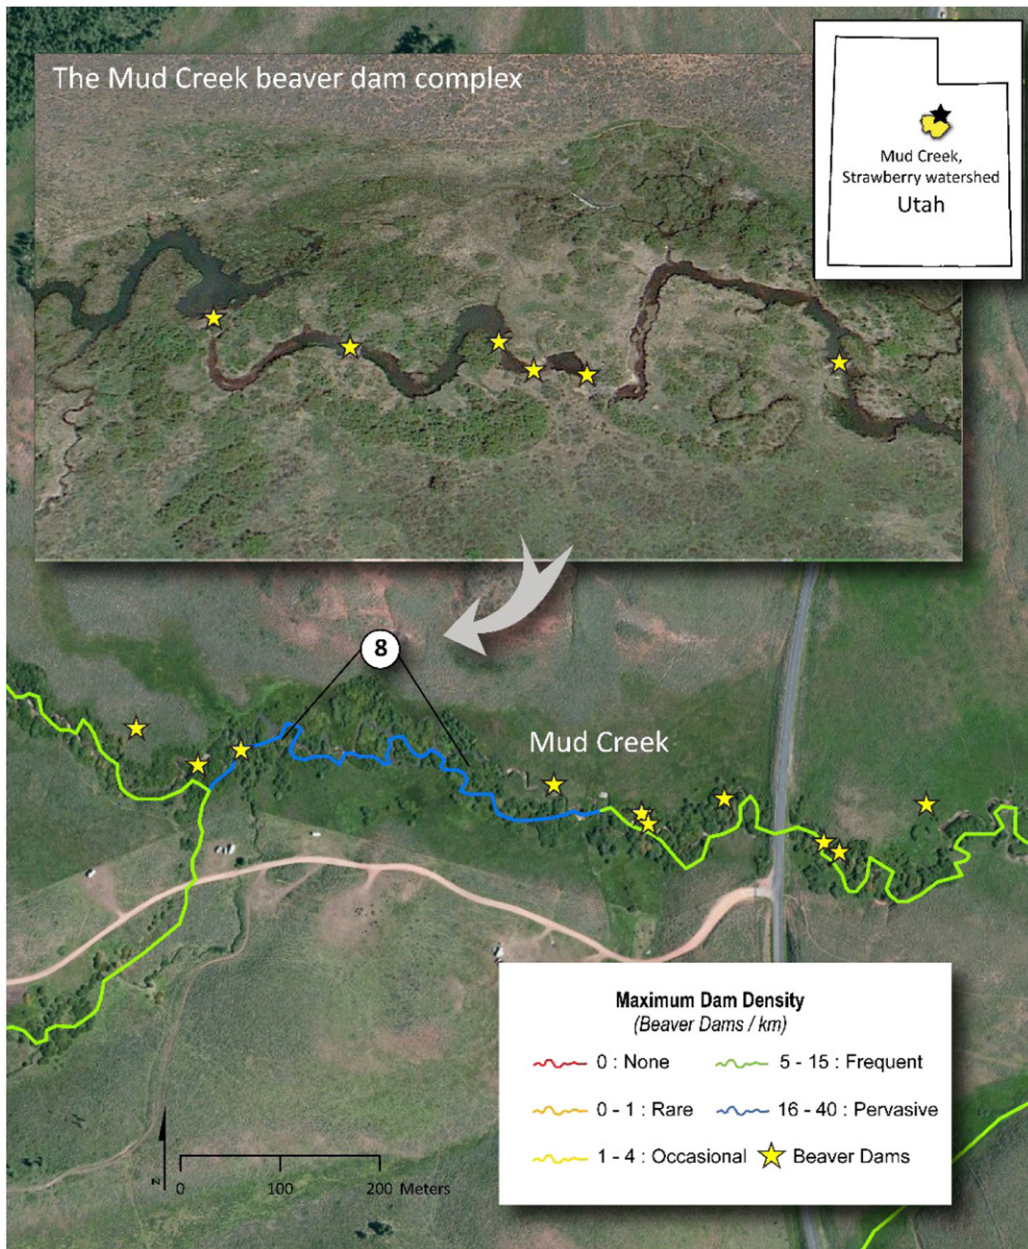 The Mud Creek beaver dam complex
Mud Creek,
Strawberry watershed
Utah
8
Mud Creek
Maximum Dam Density
(Beaver Dams / km)
0 : None
5 - 15 : Frequent
0 - 1 : Rare
16 - 40 : Pervasive
1 - 4 : Occasional
Beaver Dams
N
0 100 200 Meters